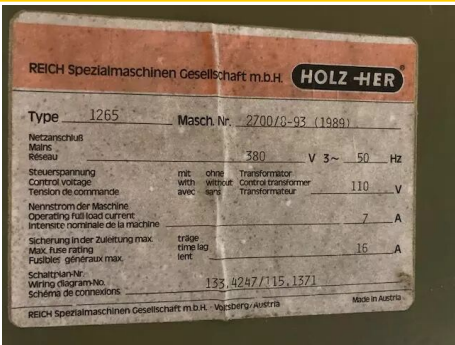 REICH Spezialmaschinen Gesellschaft m.b.H. HOLZ-HER®
Type 1265 Masch. Nr. 2700/8-93 (1989)
Netzanschluß
Mains
Réseau 380 V 3~ 50 Hz
Steuerspannung mit ohne Transformator
Control voltage with without Control transformer 110 V
Tension de commande avec sans Transformateur
Nennstrom der Maschine
Operating full load current 7 A
Intensite nominale de la machine
Sicherung in der Zuleitung max. träge
Max. fuse rating time lag 16 A
Fusibles généraux max. lent
Schaltplan-Nr.
Wiring diagram-No. 133.4247/115.1371
Schéma de connexions
REICH Spezialmaschinen Gesellschaft m.b.H. - Voitsberg/Austria Made in Austria